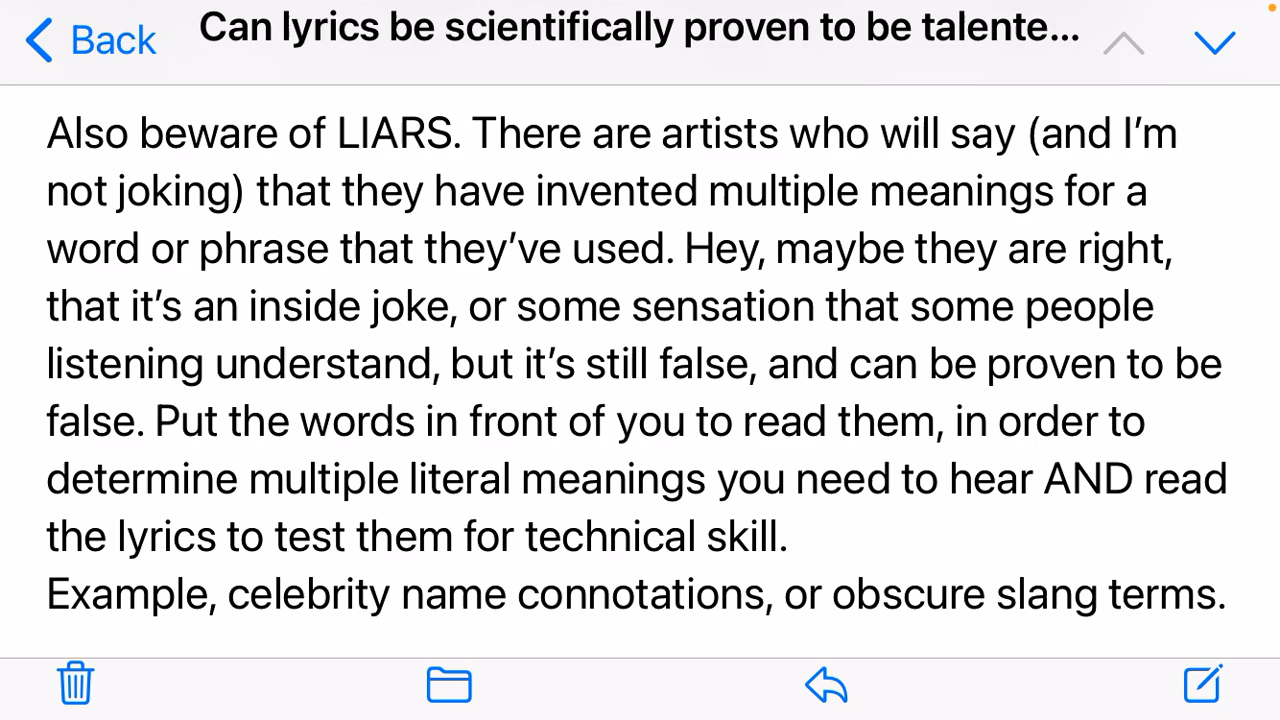 Back
Can lyrics be scientifically proven to be talente...
Also beware of LIARS. There are artists who will say (and I’m
not joking) that they have invented multiple meanings for a
word or phrase that they’ve used. Hey, maybe they are right,
that it’s an inside joke, or some sensation that some people
listening understand, but it’s still false, and can be proven to be
false. Put the words in front of you to read them, in order to
determine multiple literal meanings you need to hear AND read
the lyrics to test them for technical skill.
Example, celebrity name connotations, or obscure slang terms.